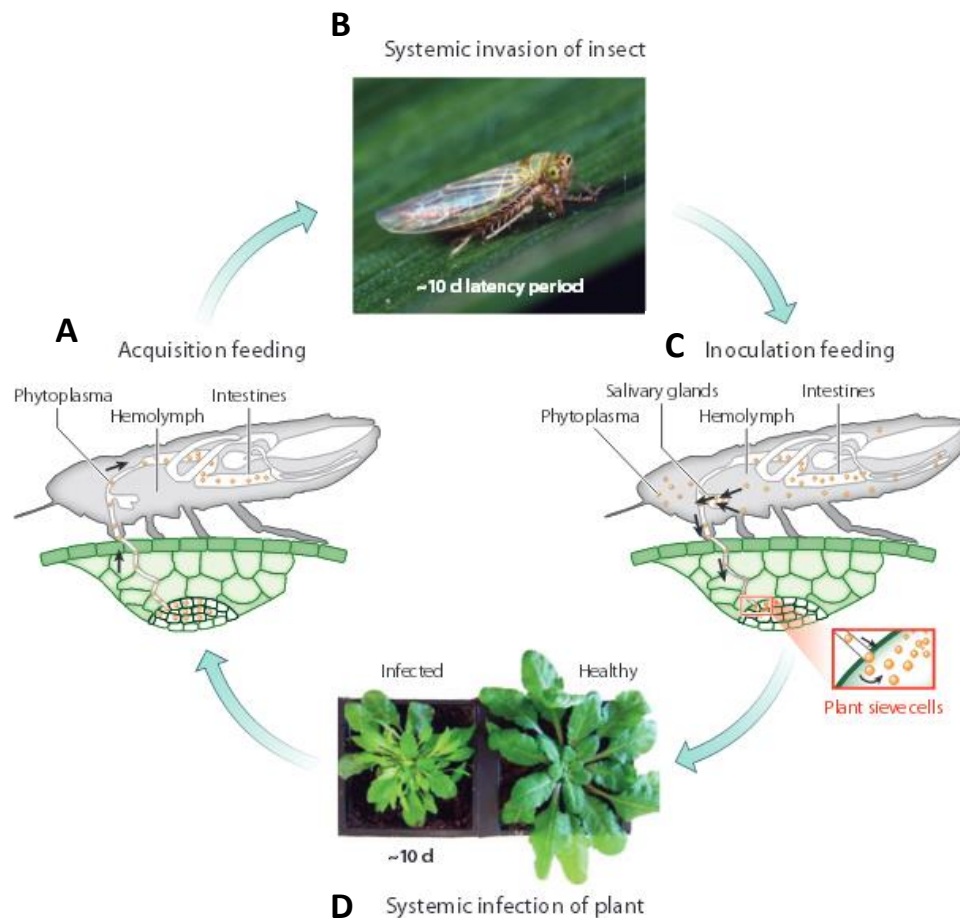 B
Systemic invasion of insect
~10 d latency period
A
Acquisition feeding
Phytoplasma
Hemolymph
Intestines
C
Inoculation feeding
Salivary glands
Phytoplasma
Hemolymph
Intestines
Infected
Healthy
Plant sieve cells
~10 d
D
Systemic infection of plant